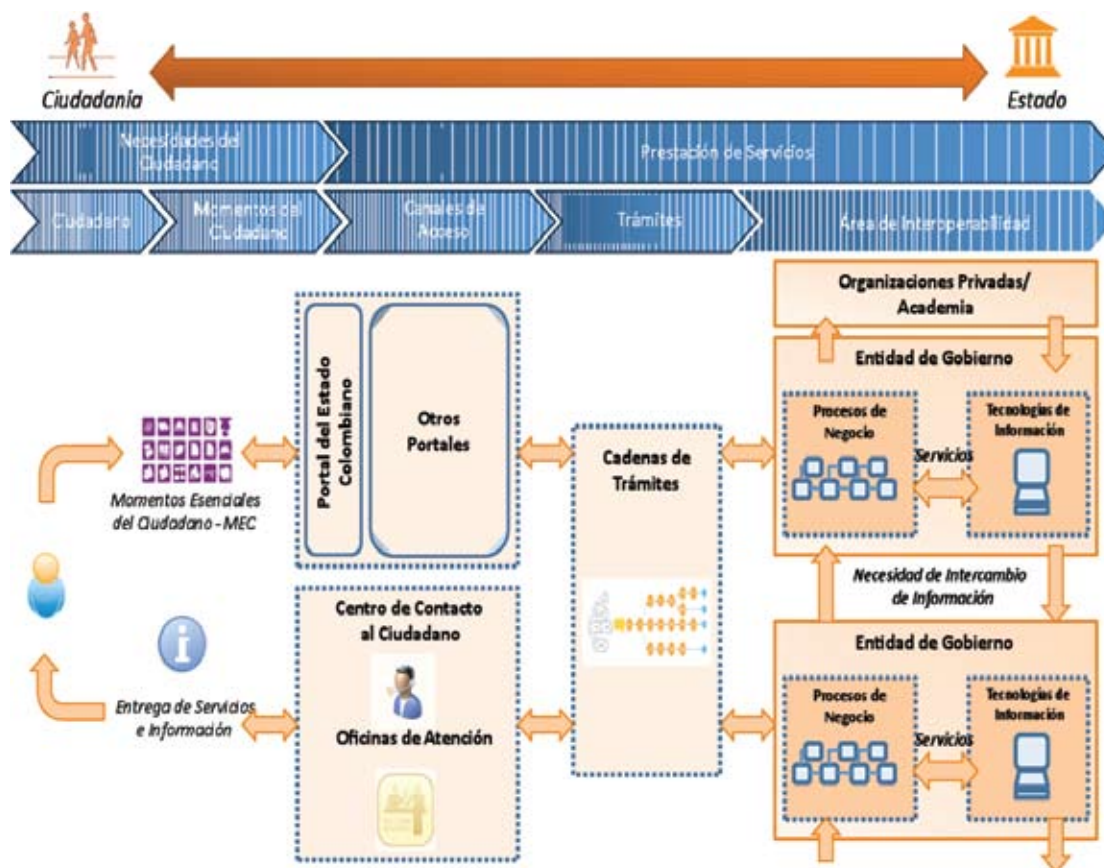 Ciudadanía
Estado
Necesidades del
Ciudadano
Prestación de Servicios
Ciudadano
Momentos del
Ciudadano
Canales de
Acceso
Trámites
Área de Interoperabilidad
Organizaciones Privadas/
Academia
Portal del Estado
Colombiano
Otros
Portales
Momentos Esenciales
del Ciudadano - MEC
Cadenas de
Trámites
Entidad de Gobierno
Procesos de
Negocio
Servicios
Tecnologías de
Información
Necesidad de Intercambio
de Información
Entrega de Servicios
e Información
Centro de Contacto
al Ciudadano
Oficinas de Atención
Entidad de Gobierno
Procesos de
Negocio
Servicios
Tecnologías de
Información